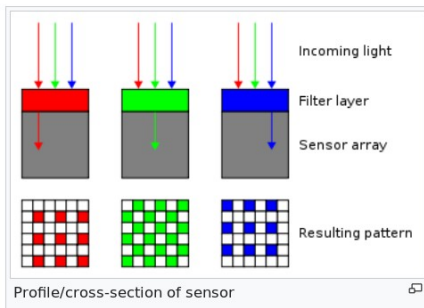 Incoming light
Filter layer
Sensor array
Resulting pattern
Profile/cross-section of sensor